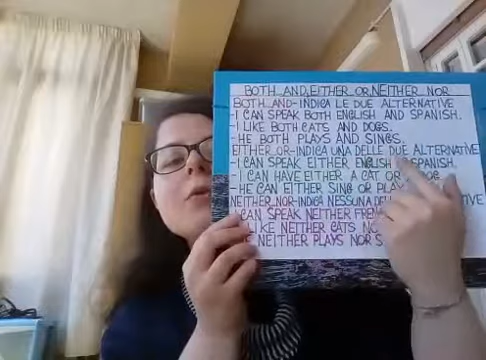 BOTH AND, EITHER OR, NEITHER NOR
BOTH AND-INDICA LE DUE ALTERNATIVE
-I CAN SPEAK BOTH ENGLISH AND SPANISH.
-I LIKE BOTH CATS AND DOGS.
-HE BOTH PLAYS AND SINGS.
EITHER OR-INDICA UNA DELLE DUE ALTERNATIVE
-I CAN SPEAK EITHER ENGLISH SPANISH.
-I CAN HAVE EITHER A CAT OR
-HE CAN EITHER SING OR
NEITHER NOR-INDICA NESSUNA
CAN SPEAK NEITHER
LIKE NEITHER CATS
NEITHER PLAYS